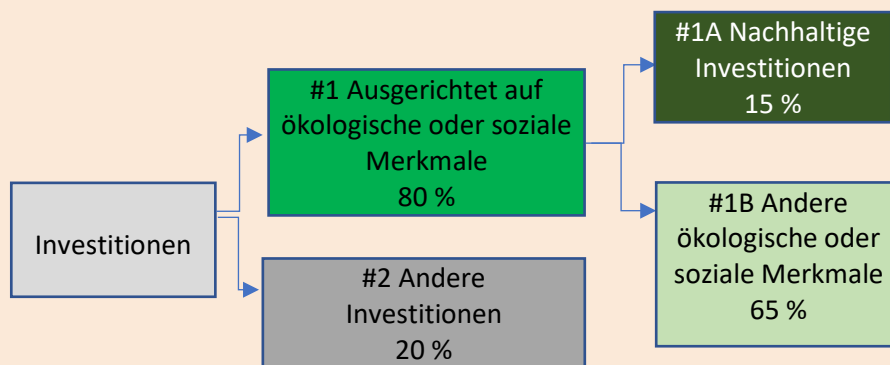 Investitionen
#1 Ausgerichtet auf
ökologische oder soziale
Merkmale
80 %
#2 Andere
Investitionen
20 %
#1A Nachhaltige
Investitionen
15 %
#1B Andere
ökologische oder
soziale Merkmale
65 %